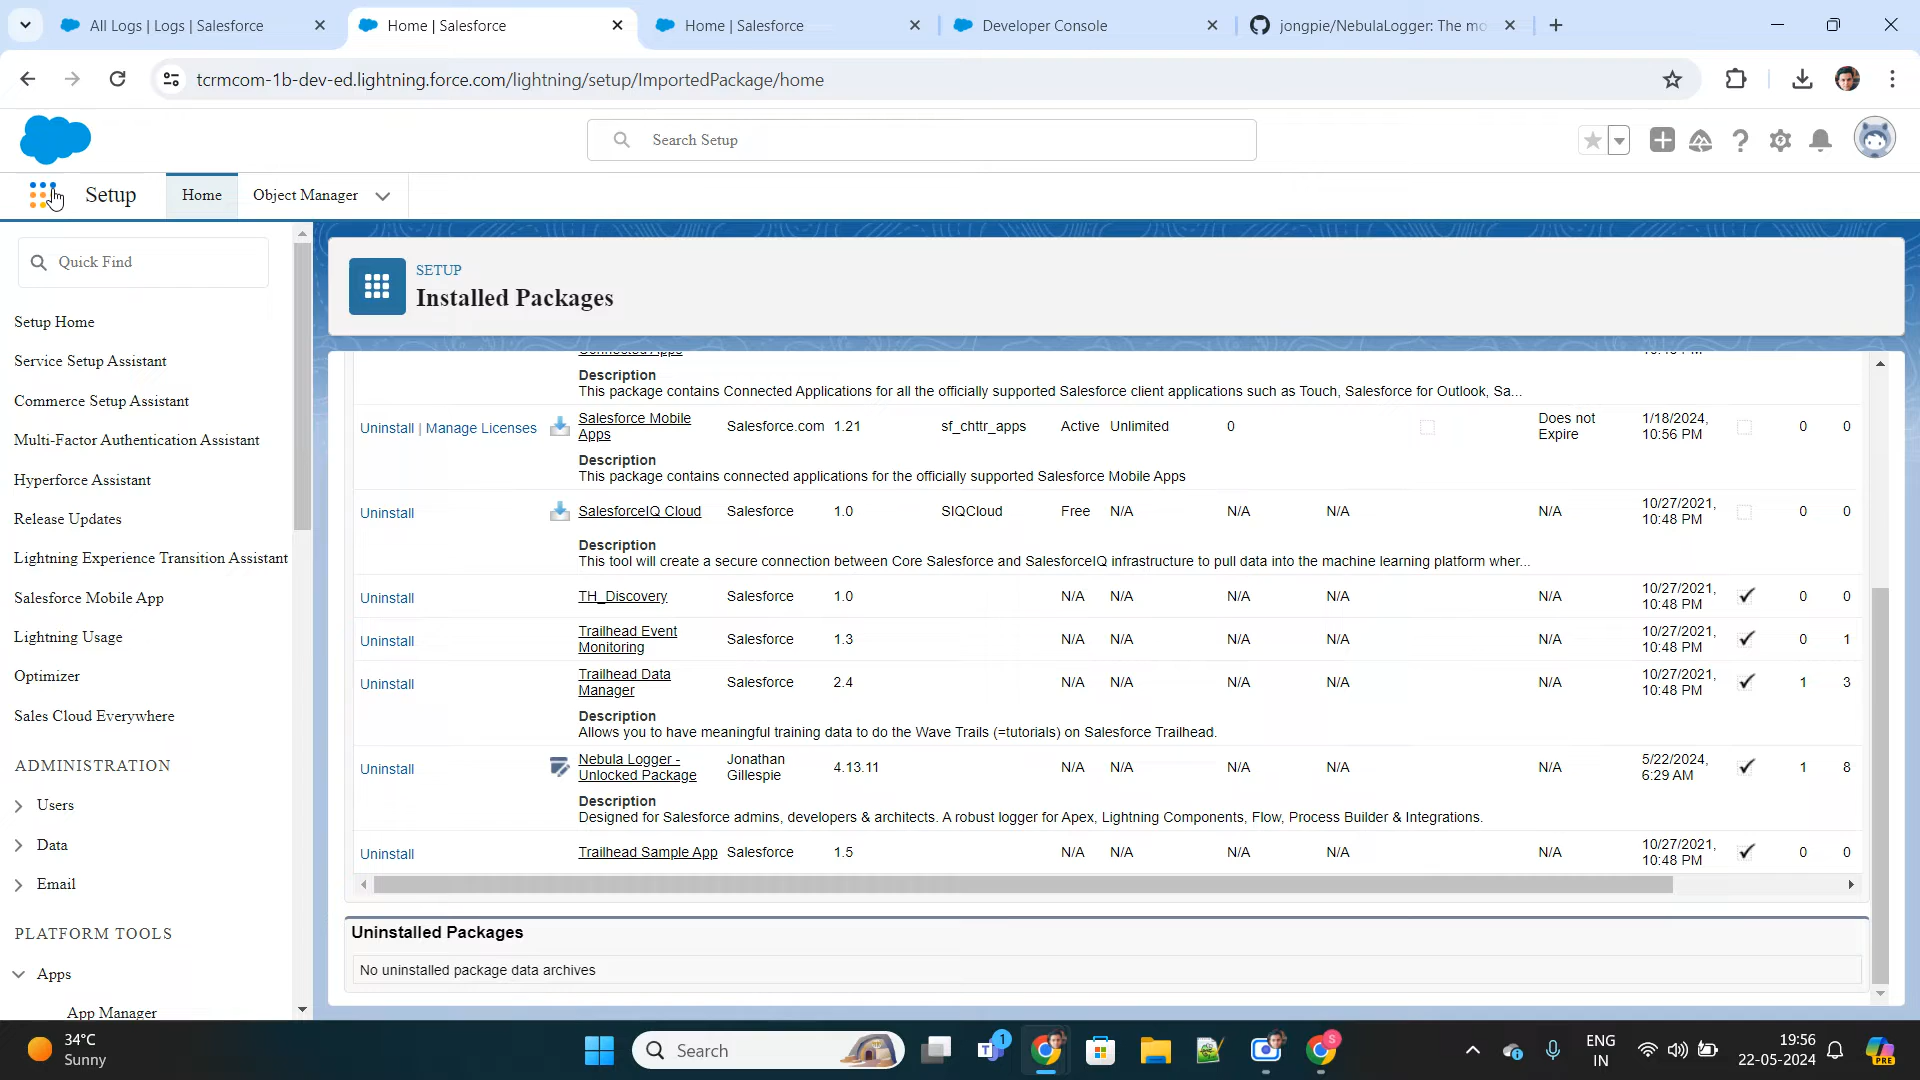 All Logs | Logs | Salesforce
Home | Salesforce
Home | Salesforce
Developer Console
jongpie/NebulaLogger: The mo
tcrmcom-1b-dev-ed.lightning.force.com/lightning/setup/ImportedPackage/home
Search Setup
Setup
Home
Object Manager
Quick Find
Setup Home
Service Setup Assistant
Commerce Setup Assistant
Multi-Factor Authentication Assistant
Hyperforce Assistant
Release Updates
Lightning Experience Transition Assistant
Salesforce Mobile App
Lightning Usage
Optimizer
Sales Cloud Everywhere
ADMINISTRATION
Users
Data
Email
PLATFORM TOOLS
Apps
App Manager
SETUP
Installed Packages
Connected Apps
Description
This package contains Connected Applications for all the officially supported Salesforce client applications such as Touch, Salesforce for Outlook, Sa...
Uninstall | Manage Licenses Salesforce Mobile Apps Salesforce.com 1.21 sf_chttr_apps Active Unlimited 0 Does not Expire 1/18/2024, 10:56 PM 0 0
Description
This package contains connected applications for the officially supported Salesforce Mobile Apps
Uninstall SalesforceIQ Cloud Salesforce 1.0 SIQCloud Free N/A N/A N/A N/A 10/27/2021, 10:48 PM 0 0
Description
This tool will create a secure connection between Core Salesforce and SalesforceIQ infrastructure to pull data into the machine learning platform wher...
Uninstall TH_Discovery Salesforce 1.0 N/A N/A N/A N/A N/A 10/27/2021, 10:48 PM 0 0
Uninstall Trailhead Event Monitoring Salesforce 1.3 N/A N/A N/A N/A N/A 10/27/2021, 10:48 PM 0 1
Uninstall Trailhead Data Manager Salesforce 2.4 N/A N/A N/A N/A N/A 10/27/2021, 10:48 PM 1 3
Description
Allows you to have meaningful training data to do the Wave Trails (=tutorials) on Salesforce Trailhead.
Uninstall Nebula Logger - Unlocked Package Jonathan Gillespie 4.13.11 N/A N/A N/A N/A N/A 5/22/2024, 6:29 AM 1 8
Description
Designed for Salesforce admins, developers & architects. A robust logger for Apex, Lightning Components, Flow, Process Builder & Integrations.
Uninstall Trailhead Sample App Salesforce 1.5 N/A N/A N/A N/A N/A 10/27/2021, 10:48 PM 0 0
Uninstalled Packages
No uninstalled package data archives
34°C
Sunny
Search
1
S
ENG
IN
19:56
22-05-2024
PRE